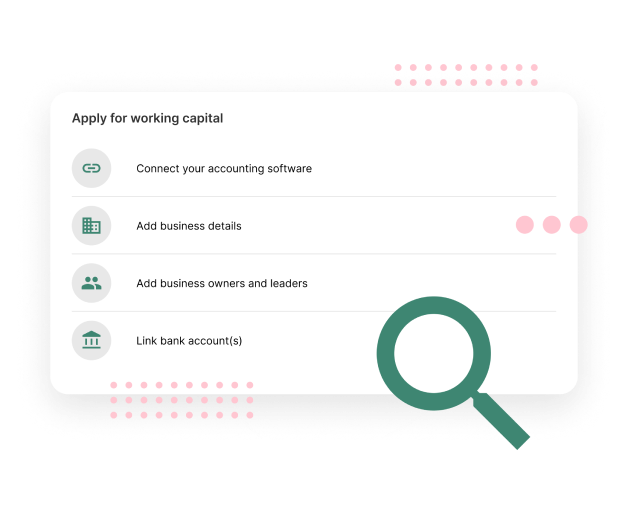 Apply for working capital
Connect your accounting software
Add business details
Add business owners and leaders
Link bank account(s)